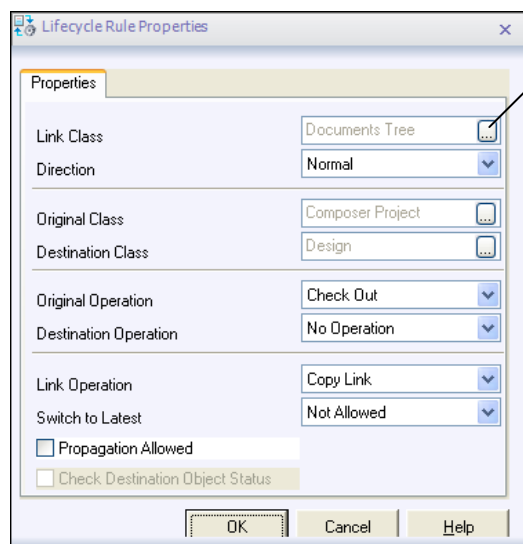 Lifecycle Rule Properties
Properties
Link Class Documents Tree ...
Direction Normal
Original Class Composer Project ...
Destination Class Design ...
Original Operation Check Out
Destination Operation No Operation
Link Operation Copy Link
Switch to Latest Not Allowed
Propagation Allowed
Check Destination Object Status
OK Cancel Help